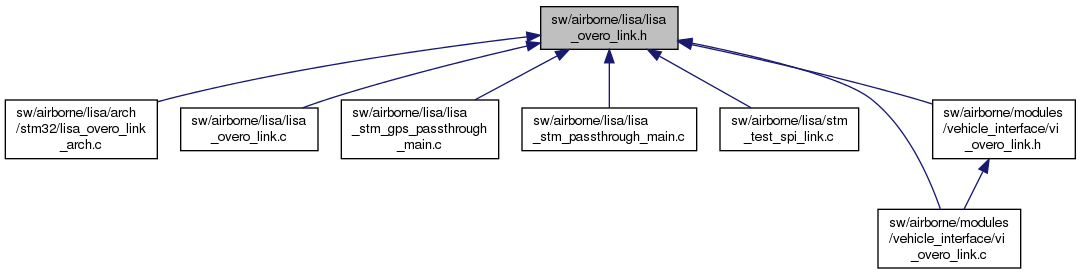 sw/airborne/lisa/lisa
_overo_link.h
sw/airborne/lisa/arch
/stm32/lisa_overo_link
_arch.c
sw/airborne/lisa/lisa
_overo_link.c
sw/airborne/lisa/lisa
_stm_gps_passthrough
_main.c
sw/airborne/lisa/lisa
_stm_passthrough_main.c
sw/airborne/lisa/stm
_test_spi_link.c
sw/airborne/modules
/vehicle_interface/vi
_overo_link.h
sw/airborne/modules
/vehicle_interface/vi
_overo_link.c